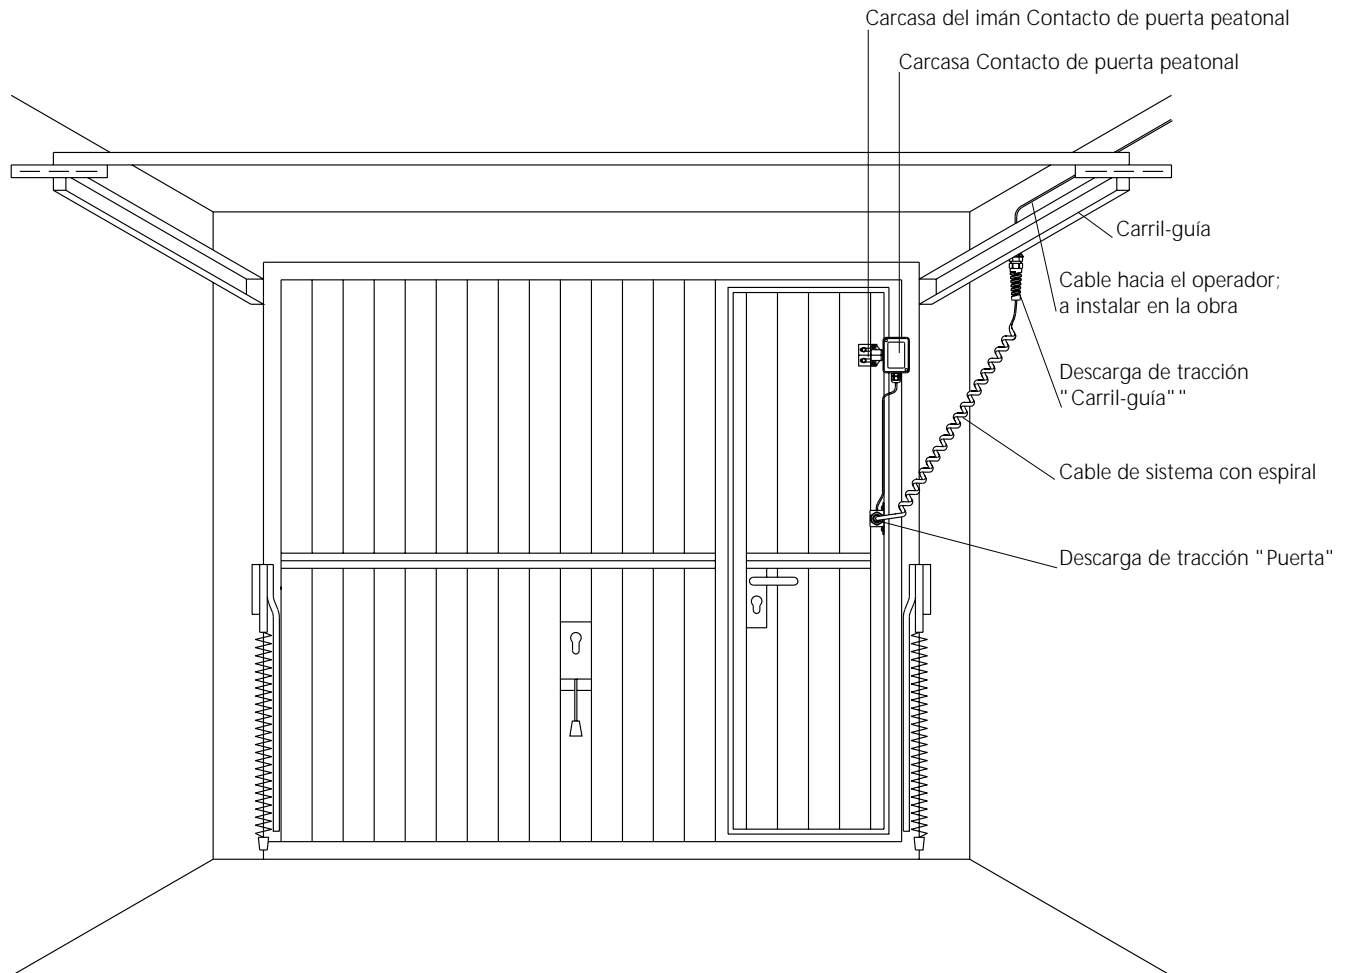 Carcasa del imán Contacto de puerta peatonal
Carcasa Contacto de puerta peatonal
Carril-guía
Cable hacia el operador;
a instalar en la obra
Descarga de tracción
"Carril-guía""
Cable de sistema con espiral
Descarga de tracción "Puerta"